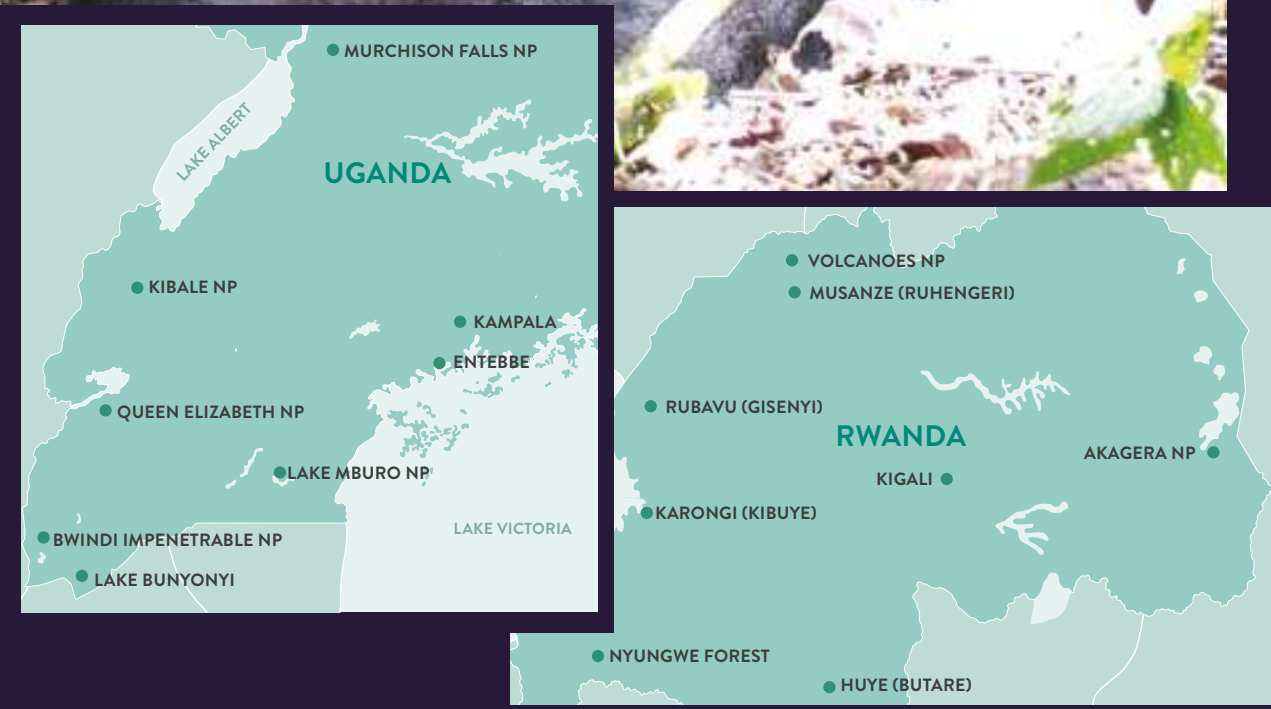 MURCHISON FALLS NP
LAKE ALBERT
UGANDA
KIBALE NP
KAMPALA
ENTEBBE
QUEEN ELIZABETH NP
LAKE MBURO NP
LAKE VICTORIA
BWINDI IMPENETRABLE NP
LAKE BUNYONYI
VOLCANOES NP
MUSANZE (RUHENGERI)
RUBAVU (GISENYI)
RWANDA
AKAGERA NP
KIGALI
KARONGI (KIBUYE)
NYUNGWE FOREST
HUYE (BUTARE)